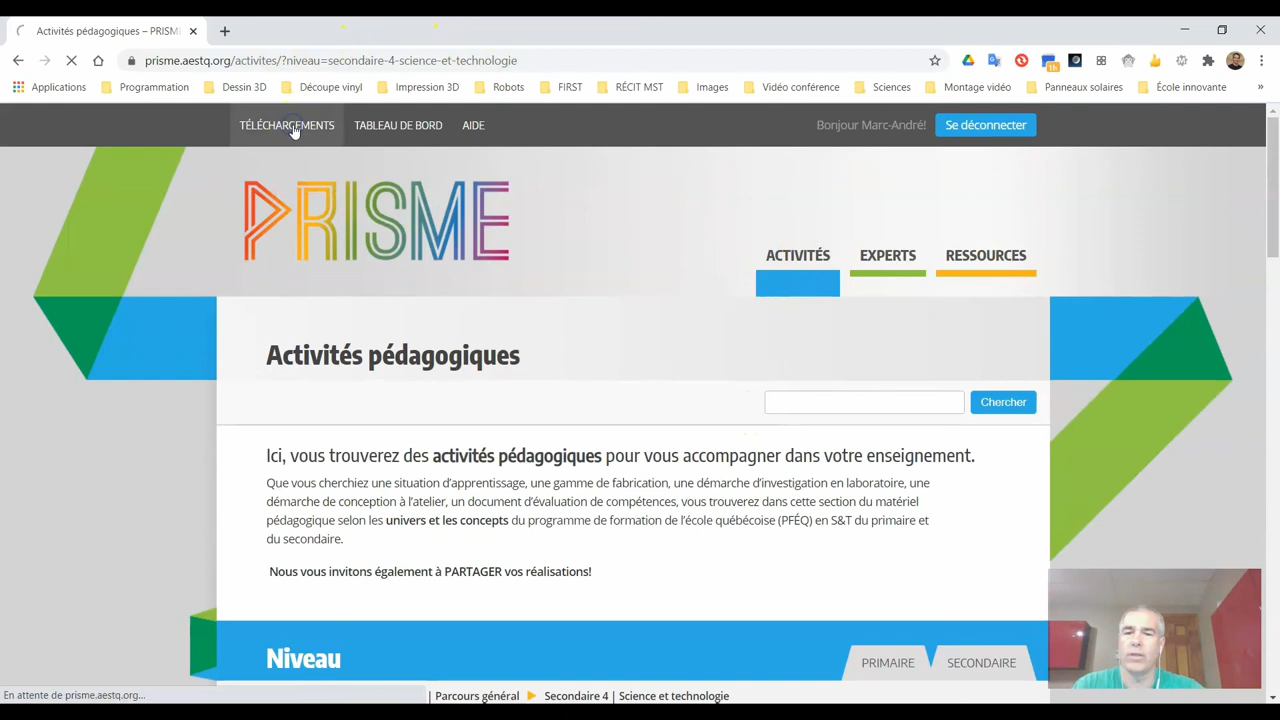 Activités pédagogiques – PRISME
prisme.aestq.org/activites/?niveau=secondaire-4-science-et-technologie
1h
Applications Programmation Dessin 3D Découpe vinyl Impression 3D Robots FIRST RÉCIT MST Images Vidéo conférence Sciences Montage vidéo Panneaux solaires École innovante »
TÉLÉCHARGEMENTS TABLEAU DE BORD AIDE Bonjour Marc-André! Se déconnecter
PRISME
ACTIVITÉS EXPERTS RESSOURCES
Activités pédagogiques
Chercher
Ici, vous trouverez des activités pédagogiques pour vous accompagner dans votre enseignement.
Que vous cherchiez une situation d'apprentissage, une gamme de fabrication, une démarche d'investigation en laboratoire, une
démarche de conception à l'atelier, un document d'évaluation de compétences, vous trouverez dans cette section du matériel
pédagogique selon les univers et les concepts du programme de formation de l'école québécoise (PFÉQ) en S&T du primaire et
du secondaire.
Nous vous invitons également à PARTAGER vos réalisations!
Niveau PRIMAIRE SECONDAIRE
En attente de prisme.aestq.org... | Parcours général Secondaire 4 | Science et technologie